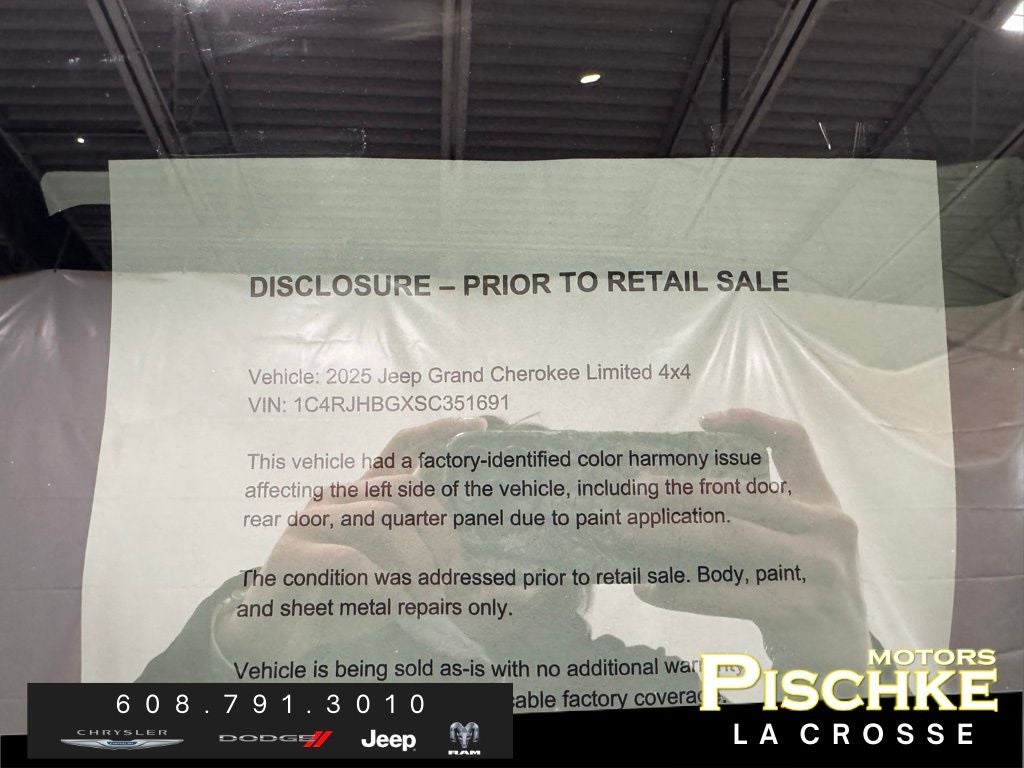 DISCLOSURE – PRIOR TO RETAIL SALE
Vehicle: 2025 Jeep Grand Cherokee Limited 4x4
VIN: 1C4RJHBGXSC351691
This vehicle had a factory-identified color harmony issue
affecting the left side of the vehicle, including the front door,
rear door, and quarter panel due to paint application.
The condition was addressed prior to retail sale. Body, paint,
and sheet metal repairs only.
Vehicle is being sold as-is with no additional warranty
factory coverage.
608.791.3010
CHRYSLER
DODGE
Jeep
RAM
MOTORS
PISCHKE
LA CROSSE